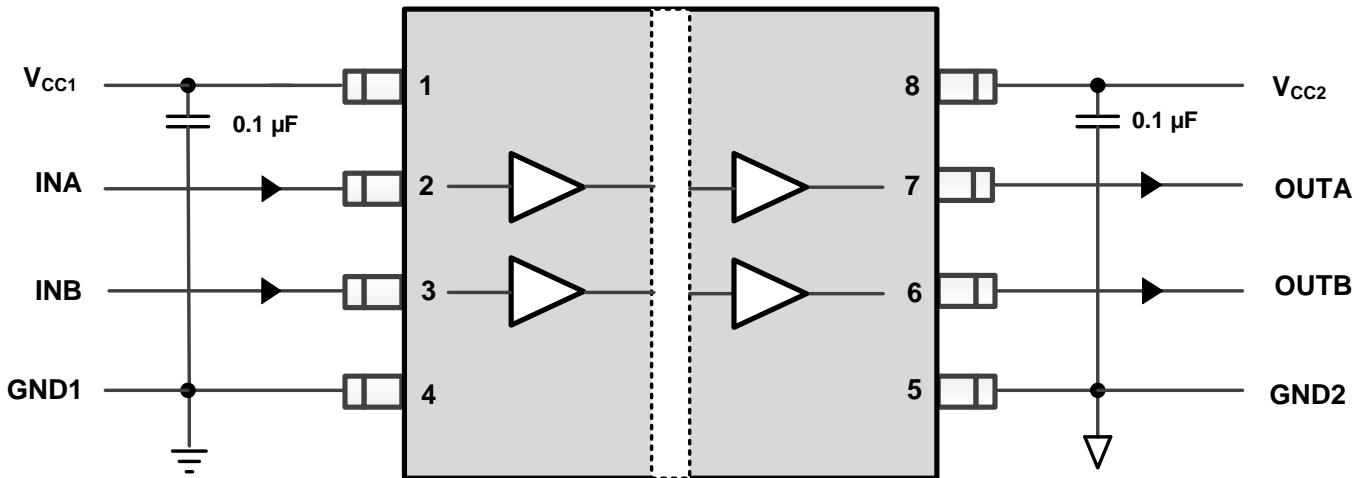 VCC1
1
8
VCC2
0.1 µF
0.1 µF
INA
2
7
OUTA
INB
3
6
OUTB
GND1
4
5
GND2